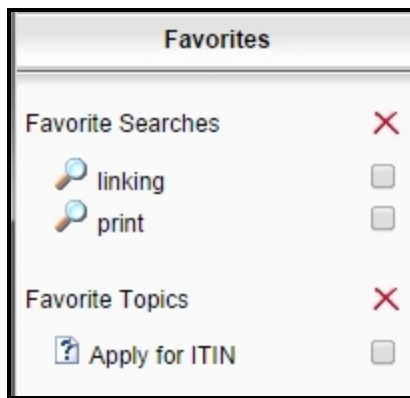 Favorites
Favorite Searches
linking
print
Favorite Topics
Apply for ITIN